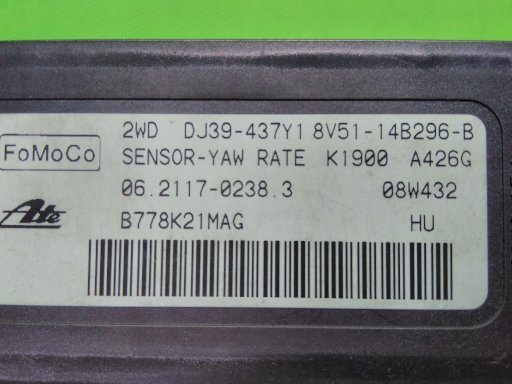 2WD DJ39-437Y1 8V51-14B296-B
FoMoCo
SENSOR-YAW RATE K1900 A426G
06.2117-0238.3 08W432
Ate
B778K21MAG HU